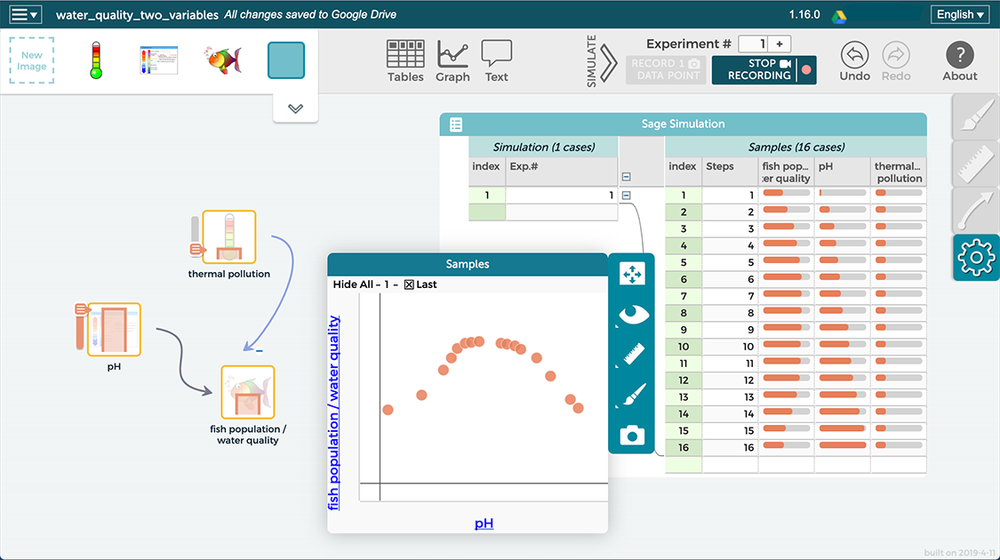 water_quality_two_variables All changes saved to Google Drive
1.16.0
English ▾
New
Image
Tables
Graph
Text
SIMULATE
Experiment # 1 +
RECORD 1
DATA POINT
STOP
RECORDING
Undo
Redo
?
About
Sage Simulation
Simulation (1 cases)
Samples (16 cases)
index Exp.#
index Steps fish pop... pH thermal...
:er quality pollution
1 1
1 1
2 2
3 3
4 4
5 5
6 6
7 7
8 8
9 9
10 10
11 11
12 12
13 13
14 14
15 15
16 16
thermal pollution
pH
fish population /
water quality
Samples
Hide All – 1 – ☒ Last
fish population / water quality
pH
built on 2019-4-11